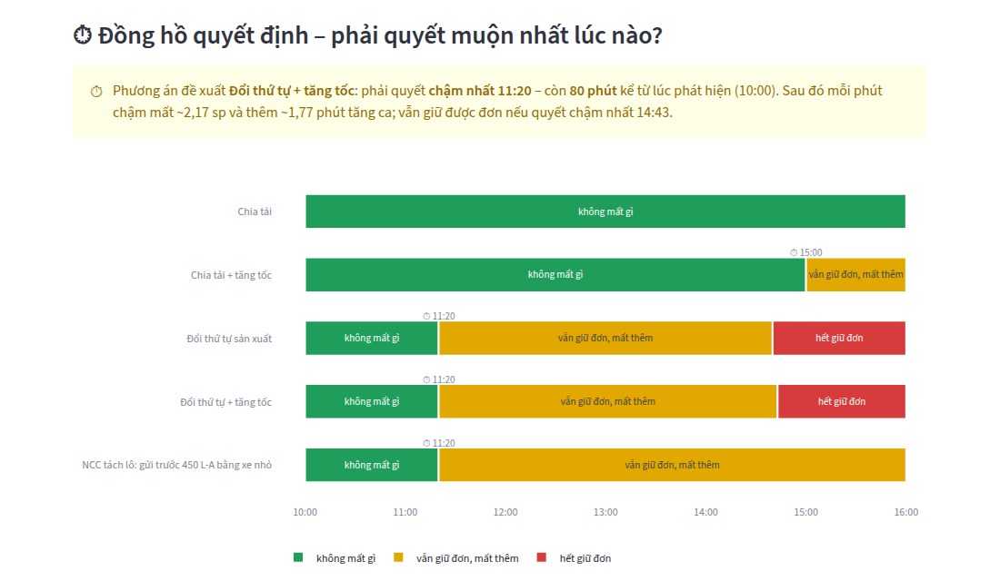 ⏱ Đồng hồ quyết định – phải quyết muộn nhất lúc nào?
⏱ Phương án đề xuất Đổi thứ tự + tăng tốc: phải quyết chậm nhất 11:20 – còn 80 phút kể từ lúc phát hiện (10:00). Sau đó mỗi phút
chậm mất ~2,17 sp và thêm ~1,77 phút tăng ca; vẫn giữ được đơn nếu quyết chậm nhất 14:43.
Chia tải
không mất gì
⏱ 15:00
Chia tải + tăng tốc
không mất gì
vẫn giữ đơn, mất thêm
⏱ 11:20
Đổi thứ tự sản xuất
không mất gì
vẫn giữ đơn, mất thêm
hết giữ đơn
⏱ 11:20
Đổi thứ tự + tăng tốc
không mất gì
vẫn giữ đơn, mất thêm
hết giữ đơn
⏱ 11:20
NCC tách lô: gửi trước 450 L-A bằng xe nhỏ
không mất gì
vẫn giữ đơn, mất thêm
10:00 11:00 12:00 13:00 14:00 15:00 16:00
không mất gì vẫn giữ đơn, mất thêm hết giữ đơn